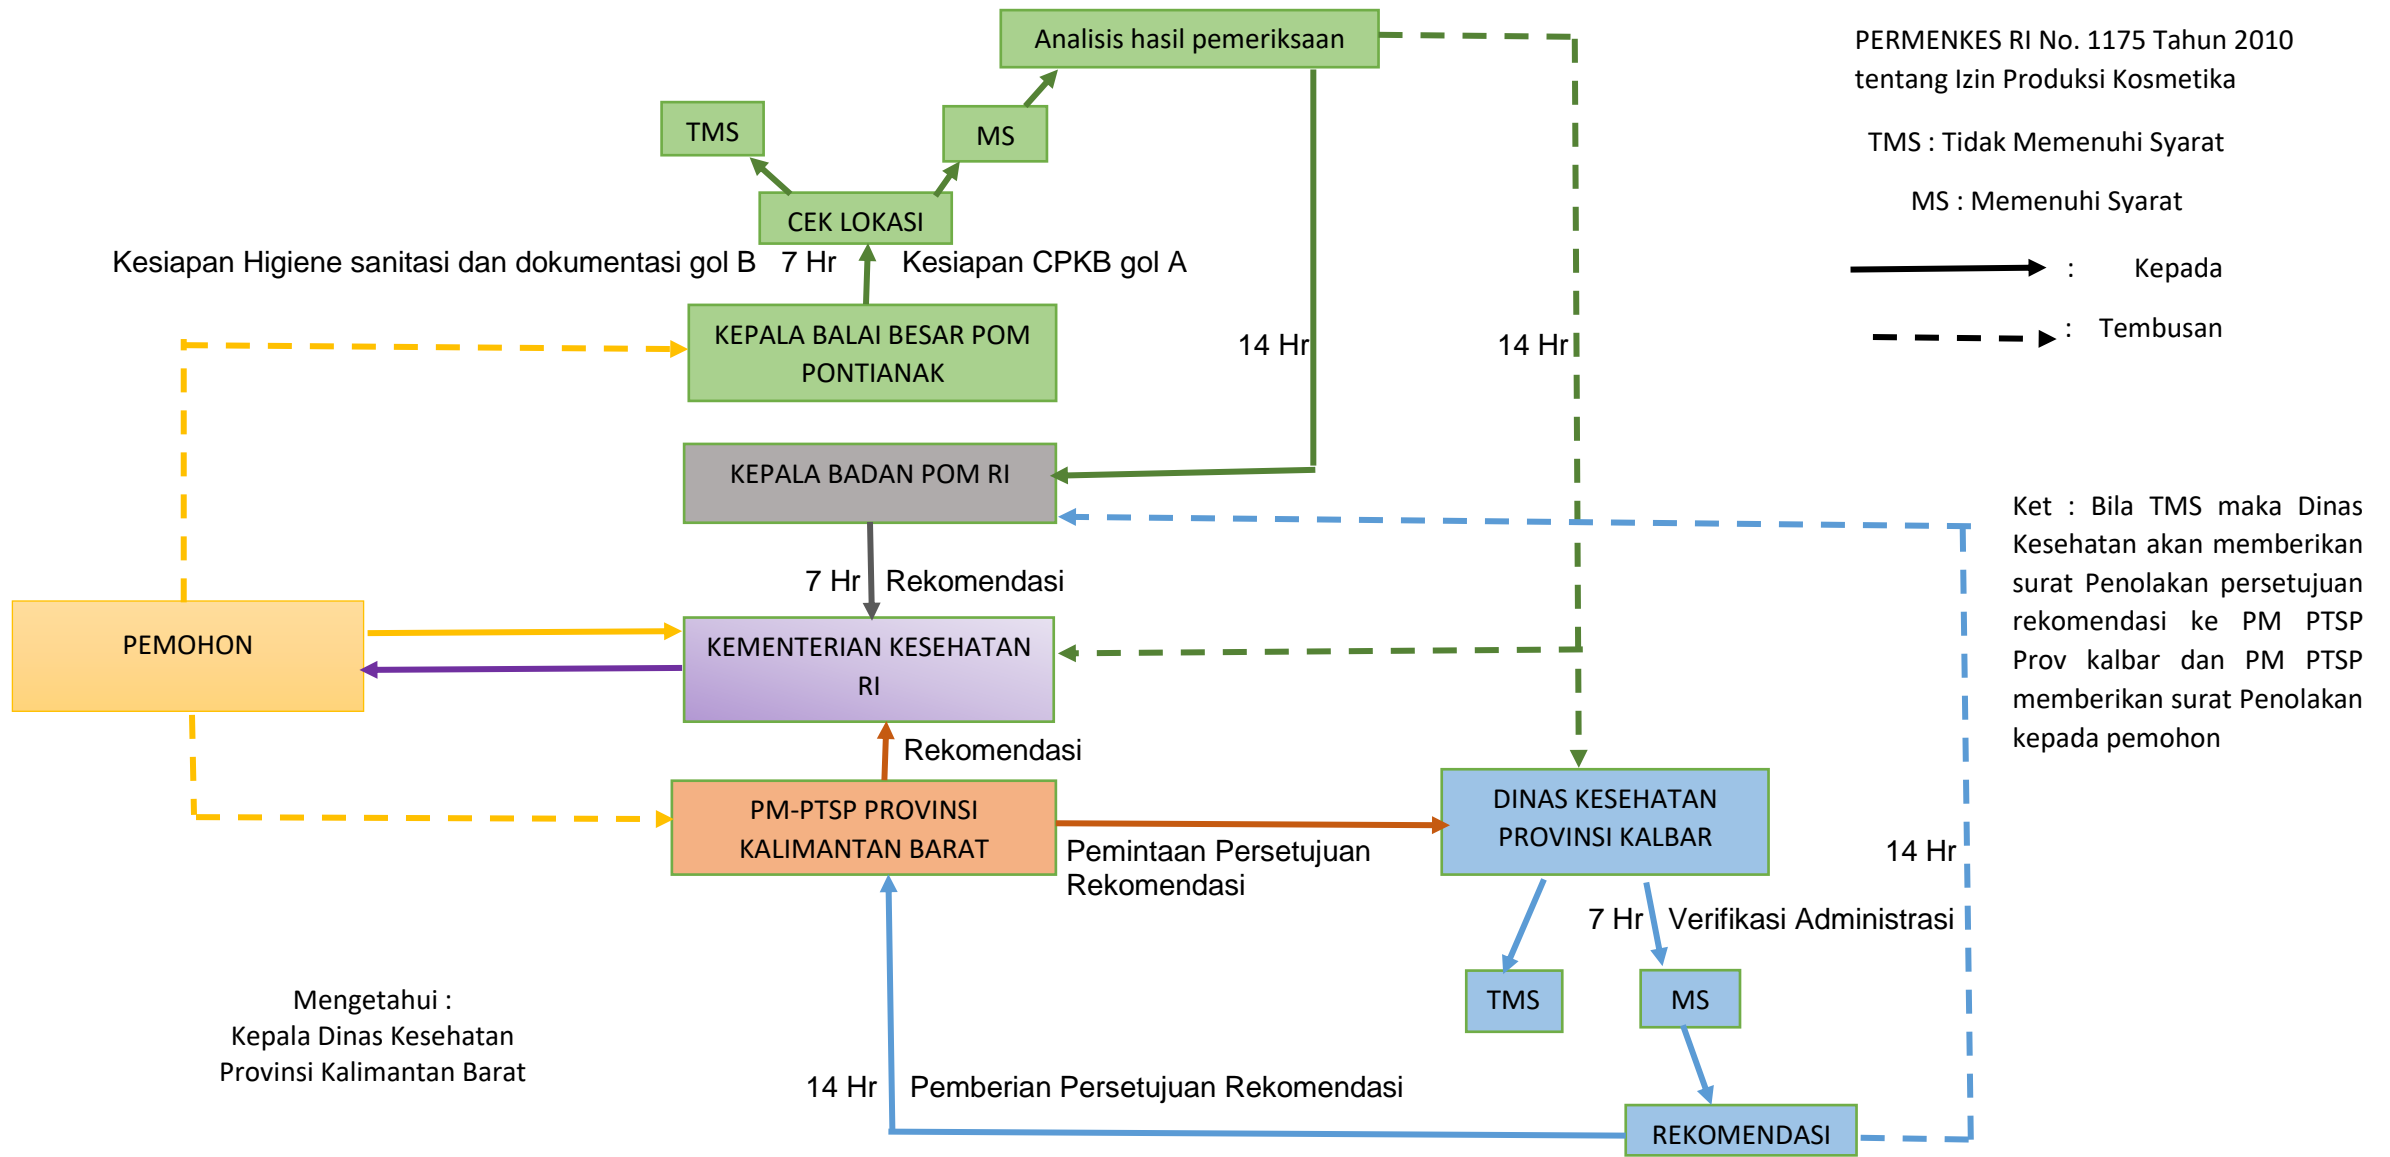 Analisis hasil pemeriksaan
PERMENKES RI No. 1175 Tahun 2010
tentang Izin Produksi Kosmetika
TMS
MS
TMS : Tidak Memenuhi Syarat
MS : Memenuhi Syarat
CEK LOKASI
Kesiapan Higiene sanitasi dan dokumentasi gol B
7 Hr
Kesiapan CPKB gol A
: Kepada
: Tembusan
KEPALA BALAI BESAR POM
PONTIANAK
14 Hr
14 Hr
KEPALA BADAN POM RI
Ket : Bila TMS maka Dinas
Kesehatan akan memberikan
surat Penolakan persetujuan
rekomendasi ke PM PTSP
Prov kalbar dan PM PTSP
memberikan surat Penolakan
kepada pemohon
7 Hr
Rekomendasi
PEMOHON
KEMENTERIAN KESEHATAN
RI
Rekomendasi
PM-PTSP PROVINSI
KALIMANTAN BARAT
Pemintaan Persetujuan
Rekomendasi
DINAS KESEHATAN
PROVINSI KALBAR
14 Hr
7 Hr
Verifikasi Administrasi
TMS
MS
Mengetahui :
Kepala Dinas Kesehatan
Provinsi Kalimantan Barat
14 Hr
Pemberian Persetujuan Rekomendasi
REKOMENDASI